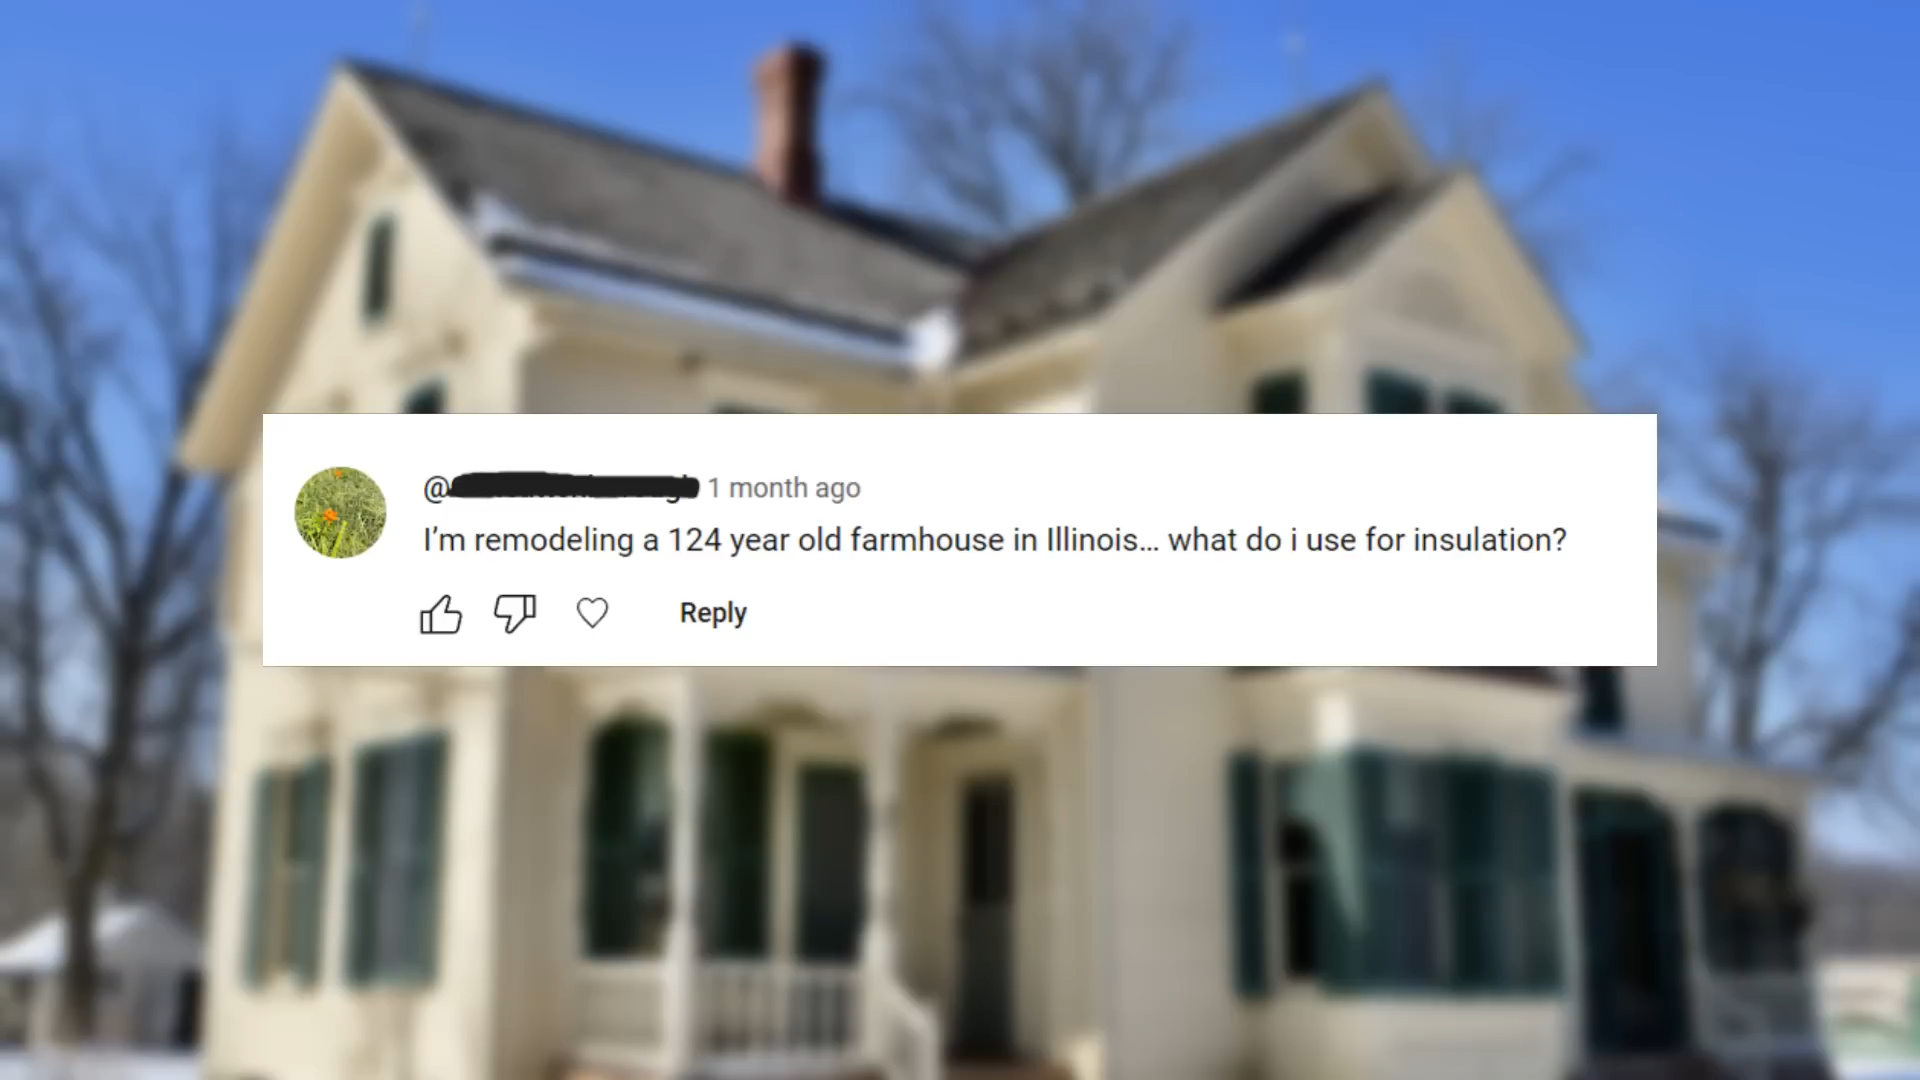 @ 1 month ago
I’m remodeling a 124 year old farmhouse in Illinois... what do i use for insulation?
Reply